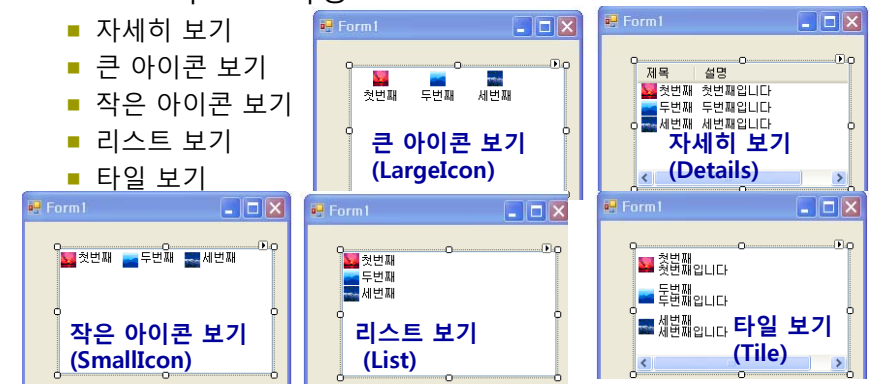 자세히 보기
큰 아이콘 보기
작은 아이콘 보기
리스트 보기
타일 보기
Form1
첫번째 두번째 세번째
큰 아이콘 보기
(LargeIcon)
Form1
제목 설명
첫번째 첫번째입니다
두번째 두번째입니다
세번째 세번째입니다
자세히 보기
(Details)
Form1
첫번째 두번째 세번째
작은 아이콘 보기
(SmallIcon)
Form1
첫번째
두번째
세번째
리스트 보기
(List)
Form1
첫번째
첫번째입니다
두번째
두번째입니다
세번째
세번째입니다
타일 보기
(Tile)